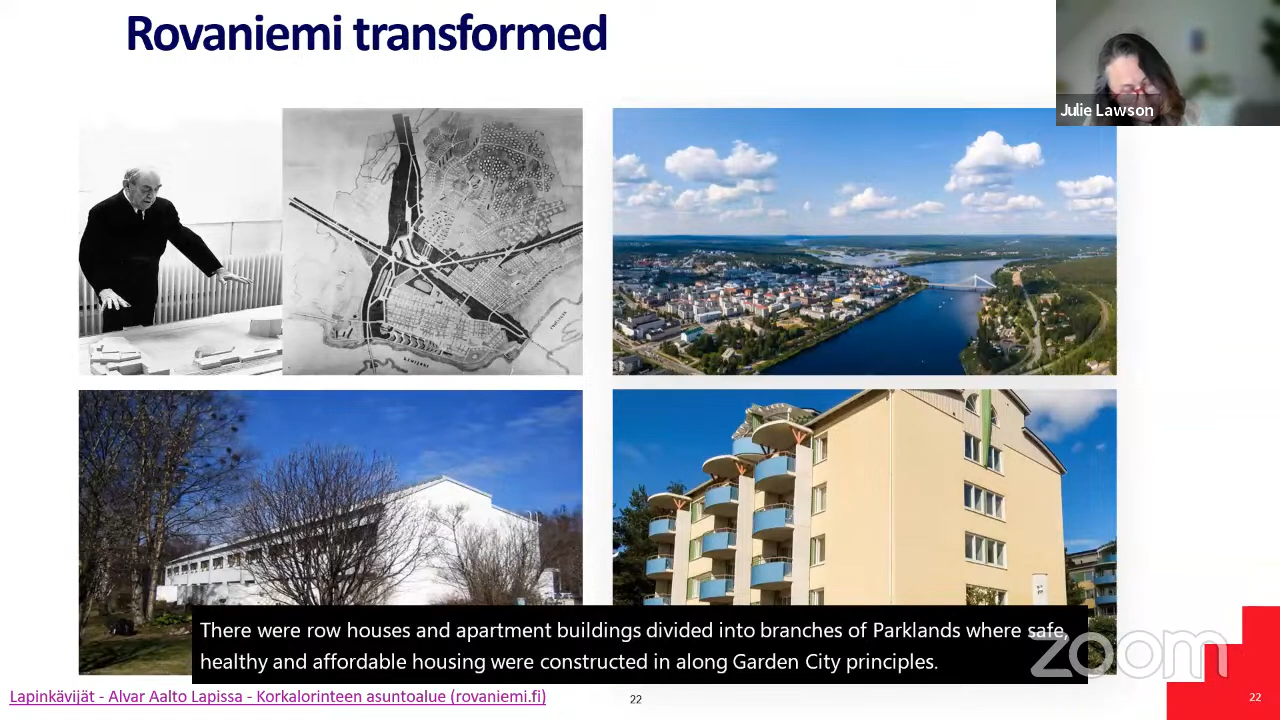 Rovaniemi transformed
Julie Lawson
There were row houses and apartment buildings divided into branches of Parklands where safe,
healthy and affordable housing were constructed in along Garden City principles.
zoom
Lapinkävijät - Alvar Aalto Lapissa - Korkalorinteen asuntoalue (rovaniemi.fi)
22
22